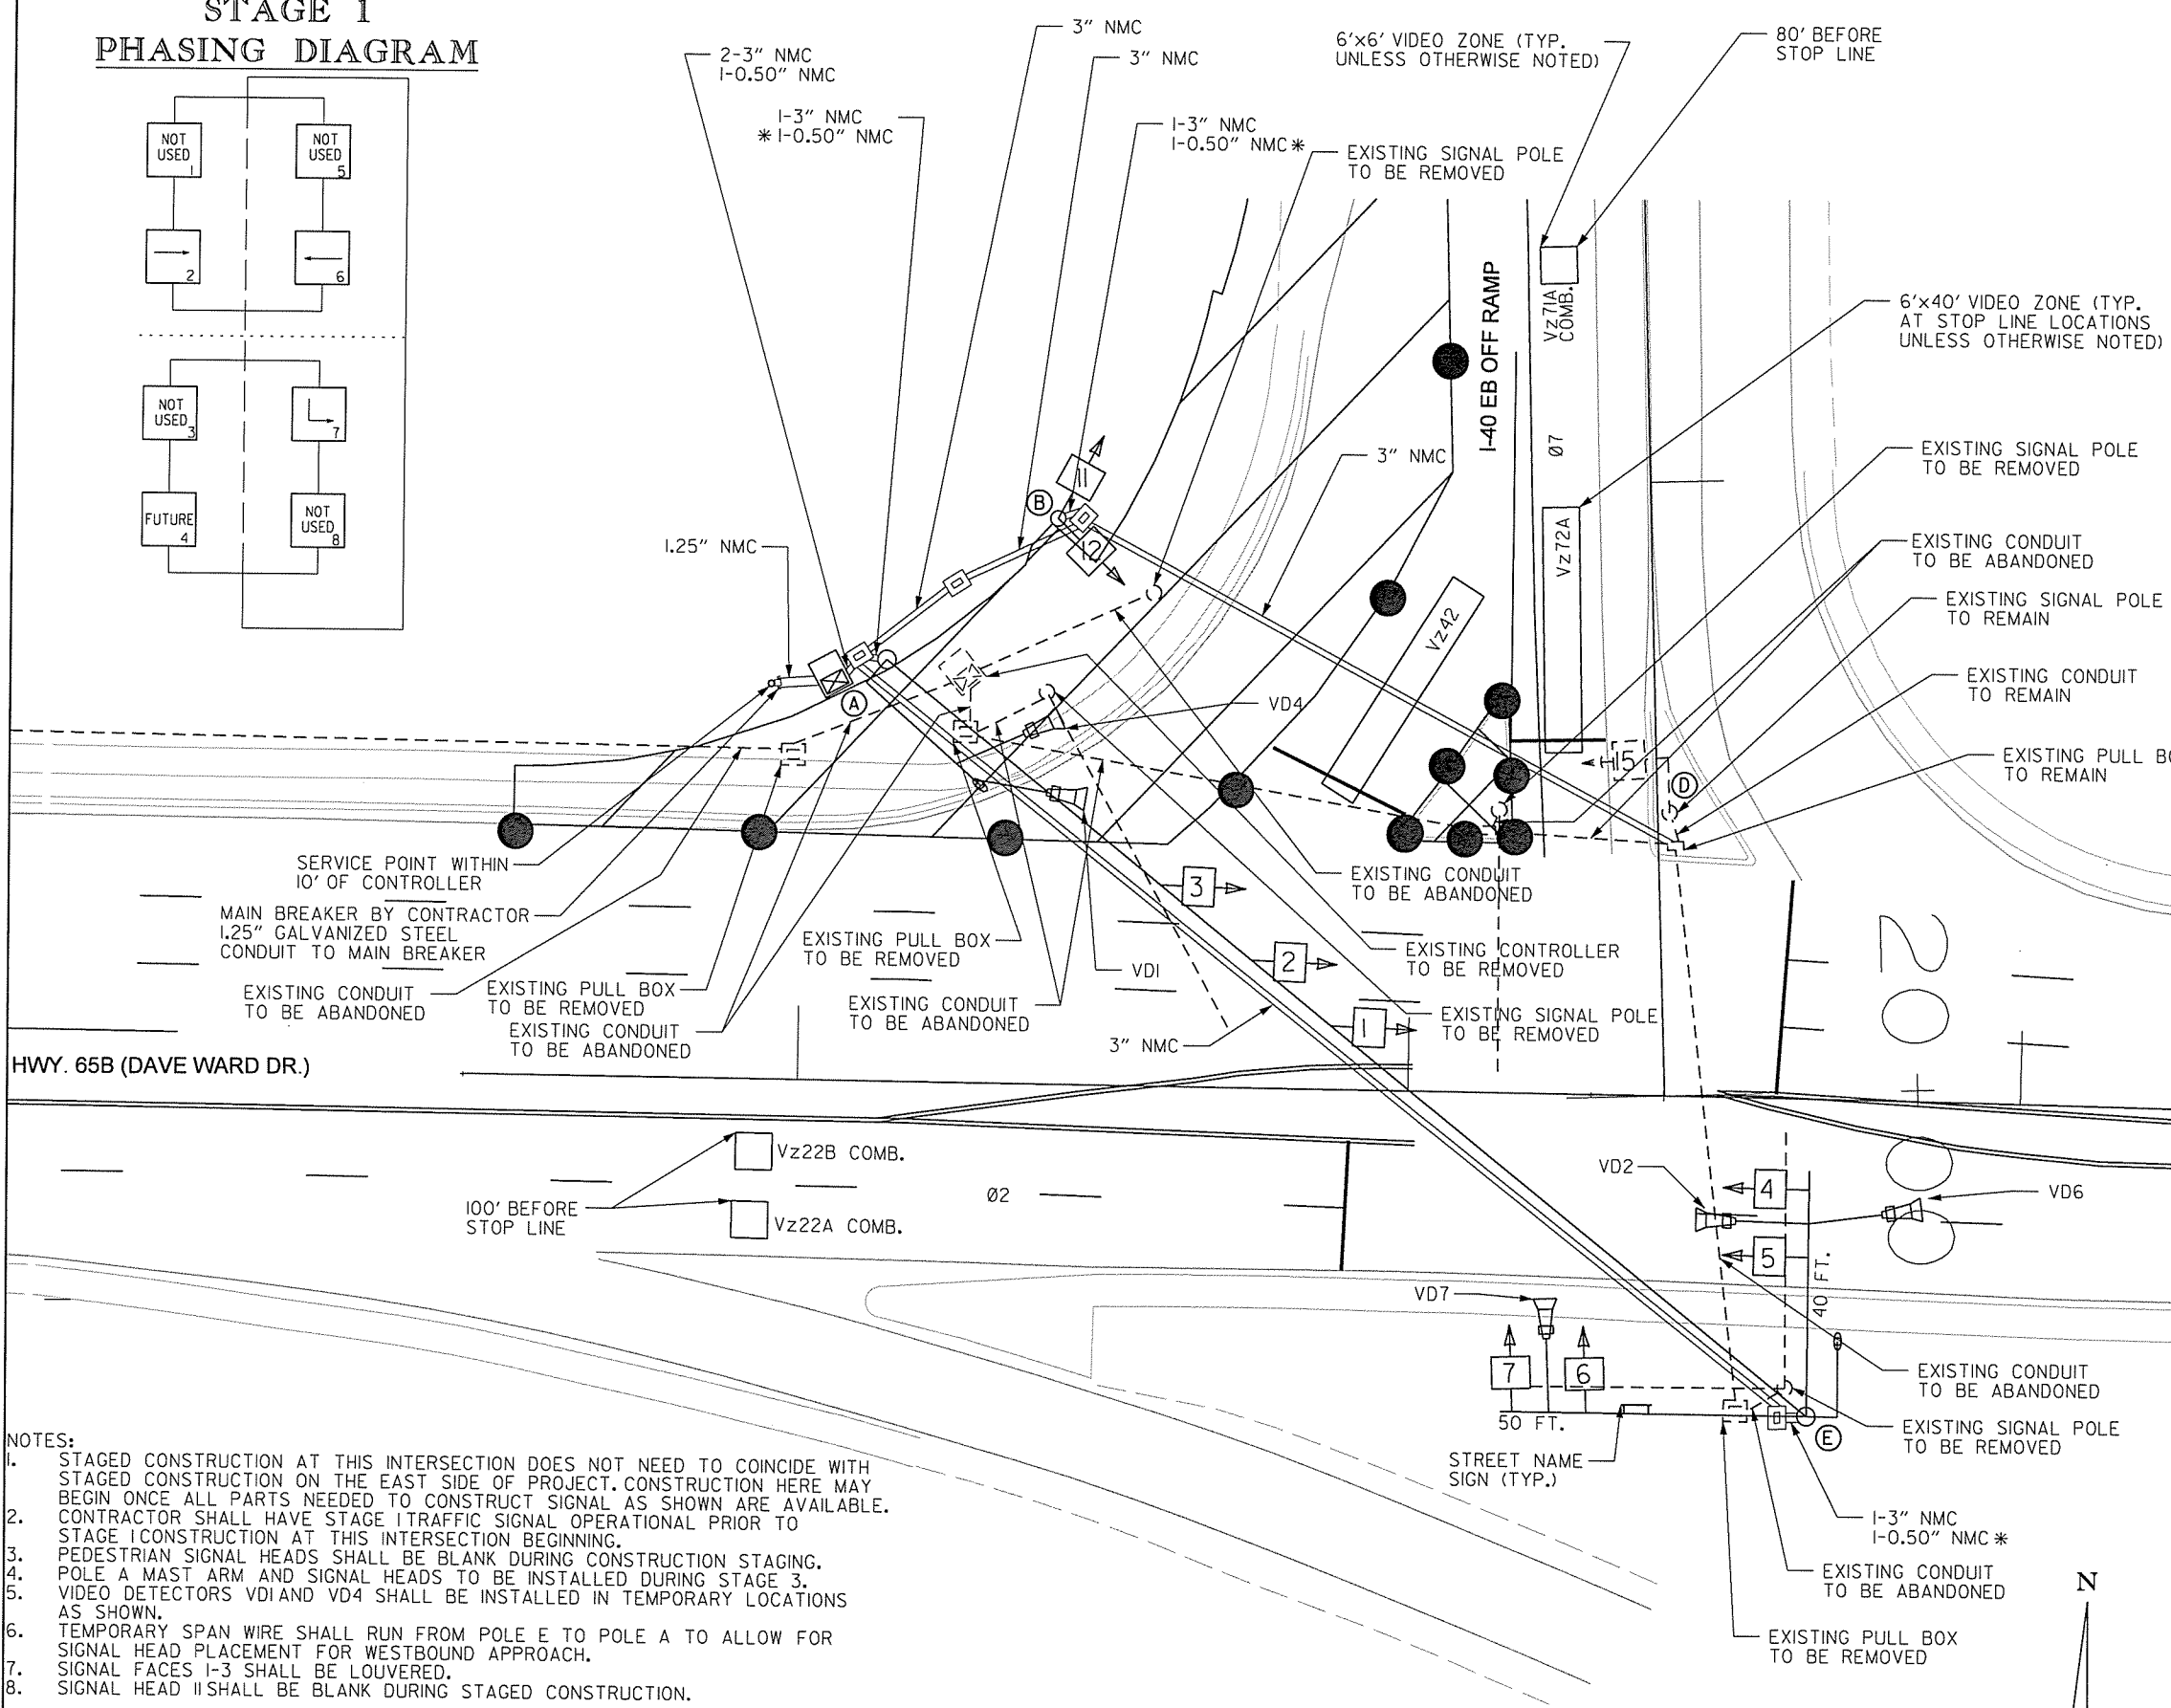 STAGE 1
PHASING DIAGRAM
NOT
USED
1
NOT
USED
5
2
6
NOT
USED
3
7
FUTURE
4
NOT
USED
8
2-3" NMC
1-0.50" NMC
3" NMC
3" NMC
1-3" NMC
*1-0.50" NMC
1-3" NMC
1-0.50" NMC*
EXISTING SIGNAL POLE
TO BE REMOVED
6'x6' VIDEO ZONE (TYP.
UNLESS OTHERWISE NOTED)
80' BEFORE
STOP LINE
I-40 EB OFF RAMP
Vz71A
COMB.
6'x40' VIDEO ZONE (TYP.
AT STOP LINE LOCATIONS
UNLESS OTHERWISE NOTED)
Ø7
3" NMC
EXISTING SIGNAL POLE
TO BE REMOVED
11
B
12
1.25" NMC
Vz72A
EXISTING CONDUIT
TO BE ABANDONED
Vz42
EXISTING SIGNAL POLE
TO REMAIN
EXISTING CONDUIT
TO REMAIN
A
VD4
15
D
EXISTING PULL BO
TO REMAIN
SERVICE POINT WITHIN
10' OF CONTROLLER
MAIN BREAKER BY CONTRACTOR
1.25" GALVANIZED STEEL
CONDUIT TO MAIN BREAKER
EXISTING CONDUIT
TO BE ABANDONED
EXISTING PULL BOX
TO BE REMOVED
EXISTING CONDUIT
TO BE ABANDONED
EXISTING PULL BOX
TO BE REMOVED
EXISTING CONDUIT
TO BE ABANDONED
VD1
3
2
1
EXISTING CONDUIT
TO BE ABANDONED
EXISTING CONTROLLER
TO BE REMOVED
EXISTING SIGNAL POLE
TO BE REMOVED
3" NMC
20+
00
HWY. 65B (DAVE WARD DR.)
Vz22B COMB.
100' BEFORE
STOP LINE
Vz22A COMB.
Ø2
VD2
4
VD6
5
40 FT.
VD7
7
6
50 FT.
STREET NAME
SIGN (TYP.)
E
EXISTING CONDUIT
TO BE ABANDONED
EXISTING SIGNAL POLE
TO BE REMOVED
1-3" NMC
1-0.50" NMC*
EXISTING CONDUIT
TO BE ABANDONED
EXISTING PULL BOX
TO BE REMOVED
N
NOTES:
1. STAGED CONSTRUCTION AT THIS INTERSECTION DOES NOT NEED TO COINCIDE WITH
STAGED CONSTRUCTION ON THE EAST SIDE OF PROJECT. CONSTRUCTION HERE MAY
BEGIN ONCE ALL PARTS NEEDED TO CONSTRUCT SIGNAL AS SHOWN ARE AVAILABLE.
2. CONTRACTOR SHALL HAVE STAGE 1 TRAFFIC SIGNAL OPERATIONAL PRIOR TO
STAGE 1 CONSTRUCTION AT THIS INTERSECTION BEGINNING.
3. PEDESTRIAN SIGNAL HEADS SHALL BE BLANK DURING CONSTRUCTION STAGING.
4. POLE A MAST ARM AND SIGNAL HEADS TO BE INSTALLED DURING STAGE 3.
5. VIDEO DETECTORS VD1 AND VD4 SHALL BE INSTALLED IN TEMPORARY LOCATIONS
AS SHOWN.
6. TEMPORARY SPAN WIRE SHALL RUN FROM POLE E TO POLE A TO ALLOW FOR
SIGNAL HEAD PLACEMENT FOR WESTBOUND APPROACH.
7. SIGNAL FACES 1-3 SHALL BE LOUVERED.
8. SIGNAL HEAD 11 SHALL BE BLANK DURING STAGED CONSTRUCTION.